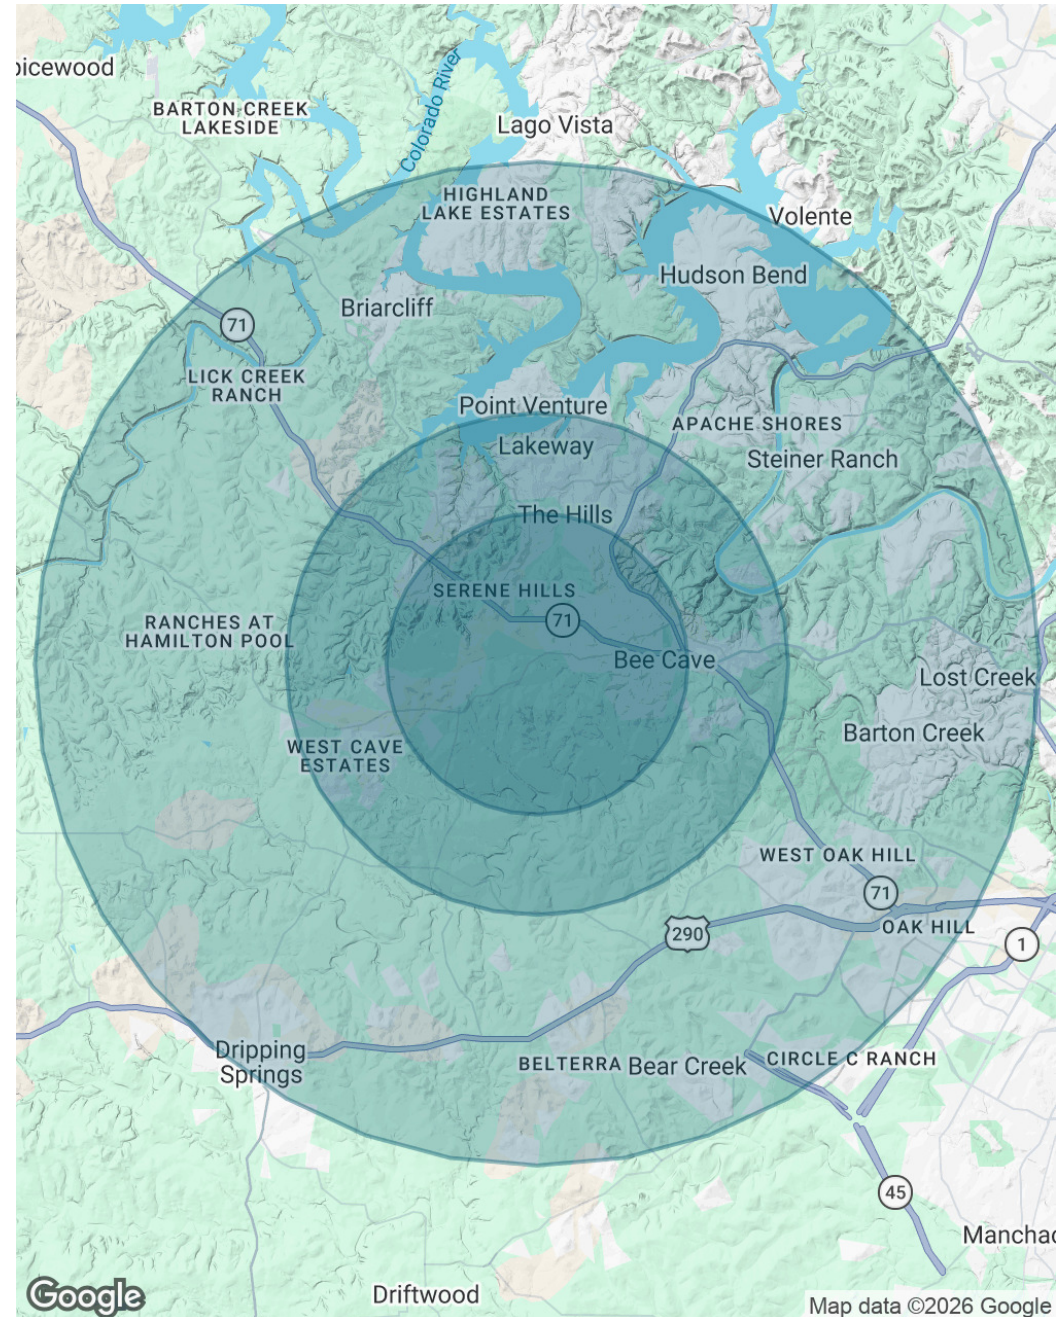 picewood
BARTON CREEK
LAKESIDE
Colorado River
Lago Vista
HIGHLAND
LAKE ESTATES
Volente
Hudson Bend
Briarcliff
71
LICK CREEK
RANCH
Point Venture
APACHE SHORES
Lakeway
Steiner Ranch
The Hills
SERENE HILLS
71
RANCHES AT
HAMILTON POOL
Bee Cave
Lost Creek
Barton Creek
WEST CAVE
ESTATES
WEST OAK HILL
71
OAK HILL
290
1
Dripping
Springs
BELTERRA
Bear Creek
CIRCLE C RANCH
45
Manchac
Driftwood
Google
Map data ©2026 Google